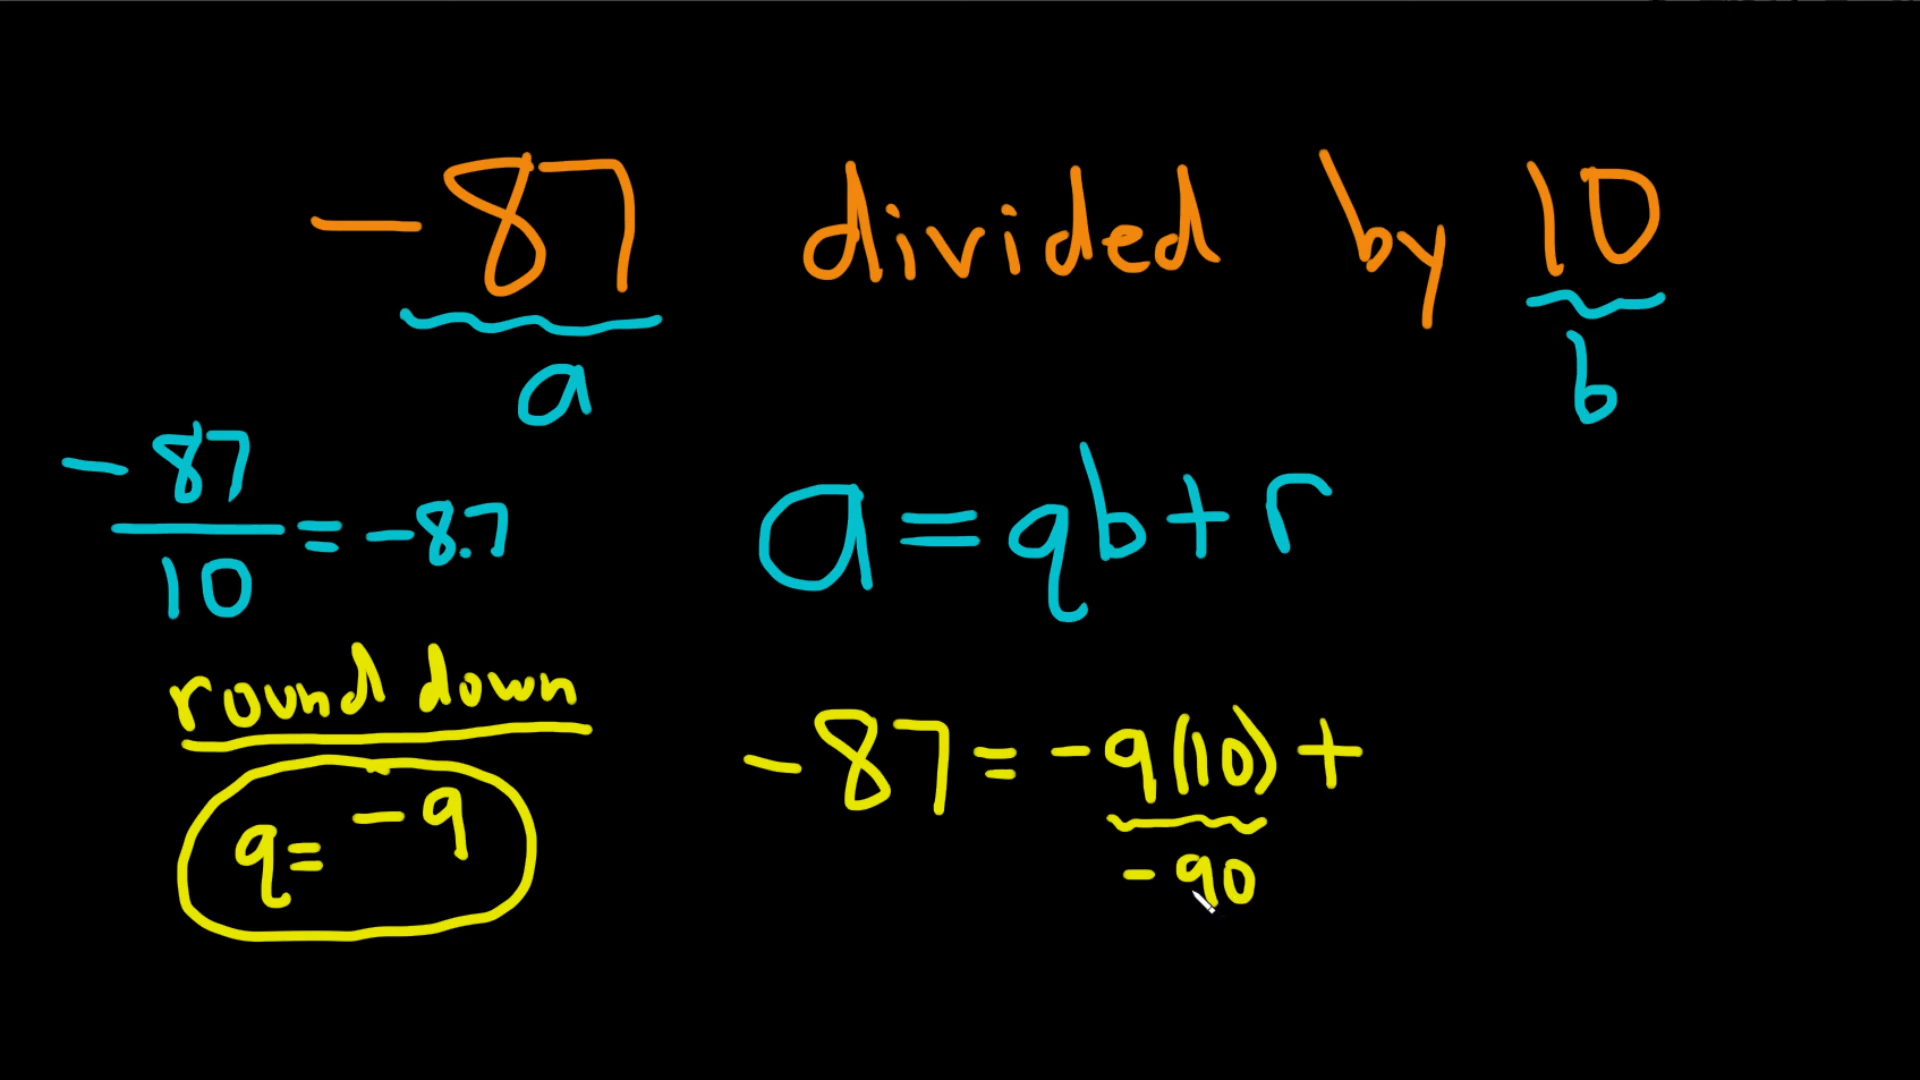 -87 divided by 10
a
b
-87
10
= -8.7
a = qb + r
round down
q = -9
-87 = -9(10) +
-90